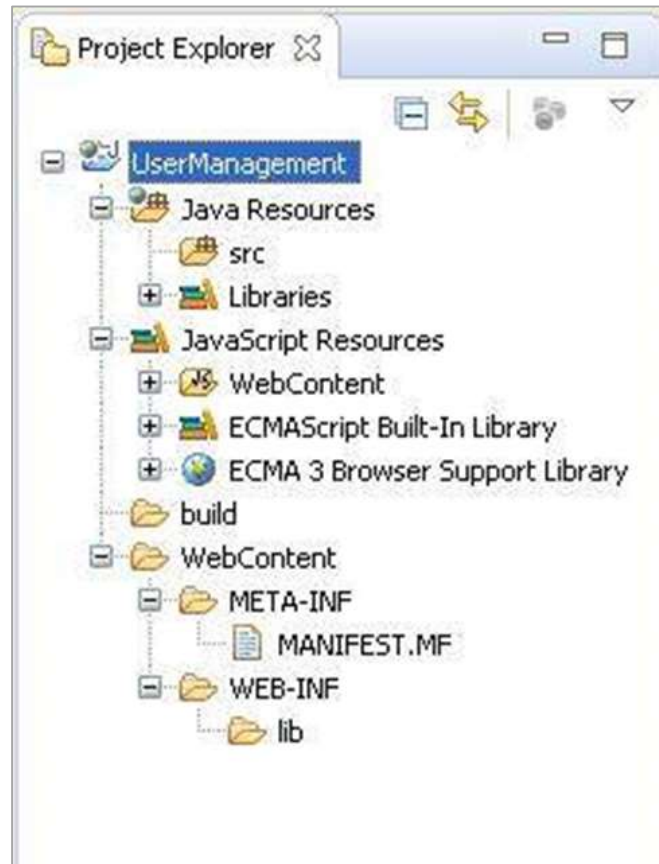 Project Explorer
UserManagement
Java Resources
src
Libraries
JavaScript Resources
WebContent
ECMAScript Built-In Library
ECMA 3 Browser Support Library
build
WebContent
META-INF
MANIFEST.MF
WEB-INF
lib